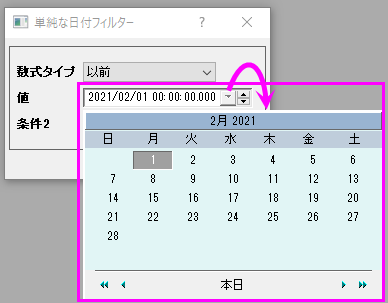 単純な日付フィルター ? ×
数式タイプ 以前
値 2021/02/01 00:00:00.000
条件2
2月 2021
日 月 火 水 木 金 土
1 2 3 4 5 6
7 8 9 10 11 12 13
14 15 16 17 18 19 20
21 22 23 24 25 26 27
28
本日